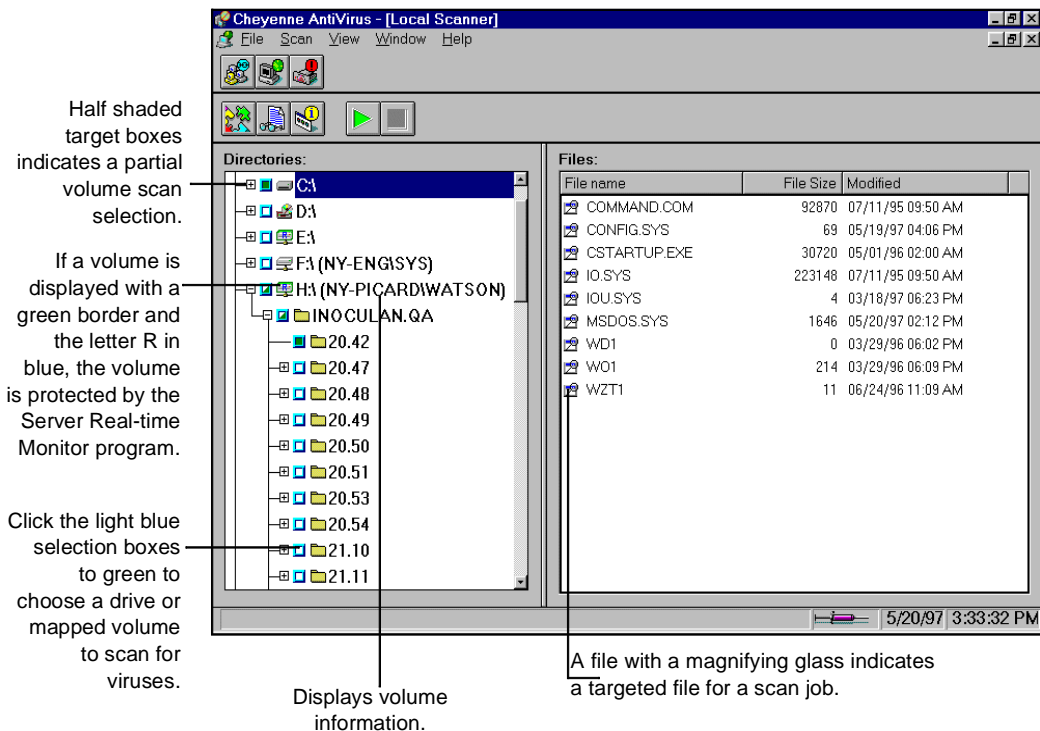 Cheyenne AntiVirus - [Local Scanner]
File Scan View Window Help
Directories:
C:\
D:\
E:\
F:\ (NY-ENG\SYS)
H:\ (NY-PICARD\WATSON)
INOCULAN.QA
20.42
20.47
20.48
20.49
20.50
20.51
20.53
20.54
21.10
21.11
Files:
File name File Size Modified
COMMAND.COM 92870 07/11/95 09:50 AM
CONFIG.SYS 69 05/19/97 04:06 PM
CSTARTUP.EXE 30720 05/01/96 02:00 AM
IO.SYS 223148 07/11/95 09:50 AM
IOU.SYS 4 03/18/97 06:23 PM
MSDOS.SYS 1646 05/20/97 02:12 PM
WD1 0 03/29/96 06:02 PM
WO1 214 03/29/96 06:09 PM
WZT1 11 06/24/96 11:09 AM
5/20/97 3:33:32 PM
Half shaded
target boxes
indicates a partial
volume scan
selection.
If a volume is
displayed with a
green border and
the letter R in
blue, the volume
is protected by the
Server Real-time
Monitor program.
Click the light blue
selection boxes
to green to
choose a drive or
mapped volume
to scan for
viruses.
Displays volume
information.
A file with a magnifying glass indicates
a targeted file for a scan job.